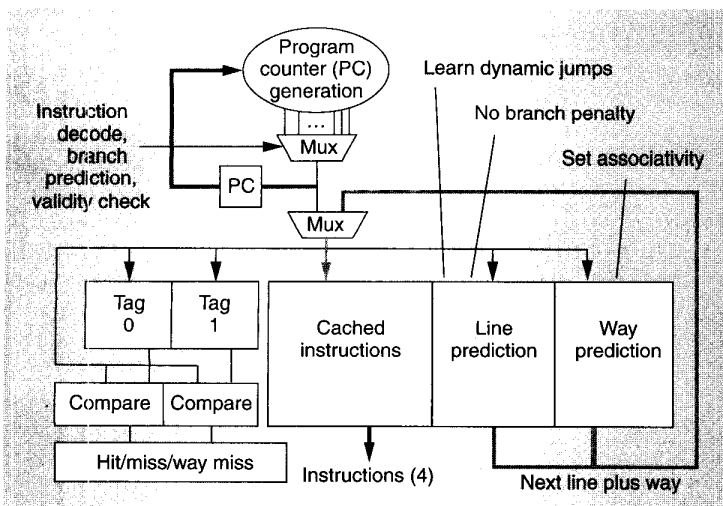 Program
counter (PC)
generation
Learn dynamic jumps
...
No branch penalty
Instruction
decode,
branch
prediction,
validity check
Mux
Set associativity
PC
Mux
Tag
0
Tag
1
Cached
instructions
Line
prediction
Way
prediction
Compare
Compare
Hit/miss/way miss
Instructions (4)
Next line plus way